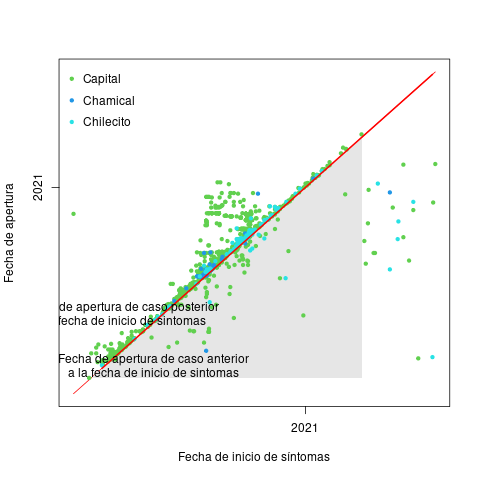 Capital
Chamical
Chilecito
2021
Fecha de apertura
de apertura de caso posterior
fecha de inicio de síntomas
Fecha de apertura de caso anterior
a la fecha de inicio de síntomas
2021
Fecha de inicio de síntomas